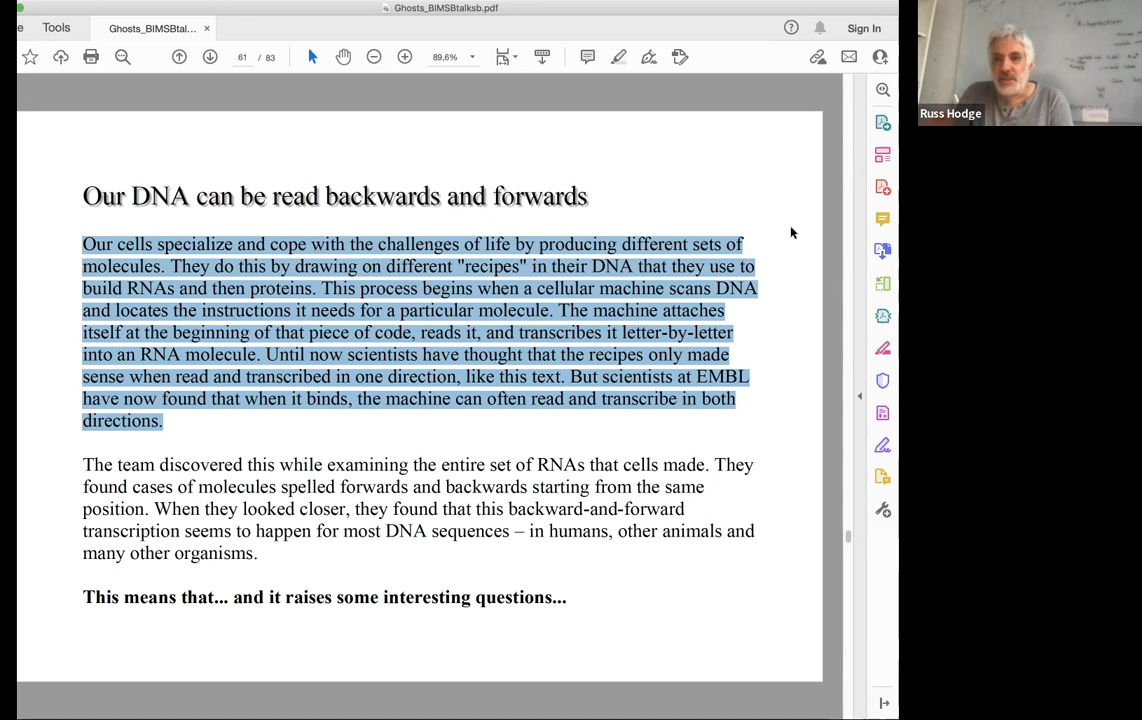 Ghosts_BIMSBtalksb.pdf
e Tools Ghosts_BIMSBtal... × Sign In
61 / 83 89,6%
Russ Hodge
Our DNA can be read backwards and forwards
Our cells specialize and cope with the challenges of life by producing different sets of
molecules. They do this by drawing on different "recipes" in their DNA that they use to
build RNAs and then proteins. This process begins when a cellular machine scans DNA
and locates the instructions it needs for a particular molecule. The machine attaches
itself at the beginning of that piece of code, reads it, and transcribes it letter-by-letter
into an RNA molecule. Until now scientists have thought that the recipes only made
sense when read and transcribed in one direction, like this text. But scientists at EMBL
have now found that when it binds, the machine can often read and transcribe in both
directions.
The team discovered this while examining the entire set of RNAs that cells made. They
found cases of molecules spelled forwards and backwards starting from the same
position. When they looked closer, they found that this backward-and-forward
transcription seems to happen for most DNA sequences – in humans, other animals and
many other organisms.
This means that... and it raises some interesting questions...